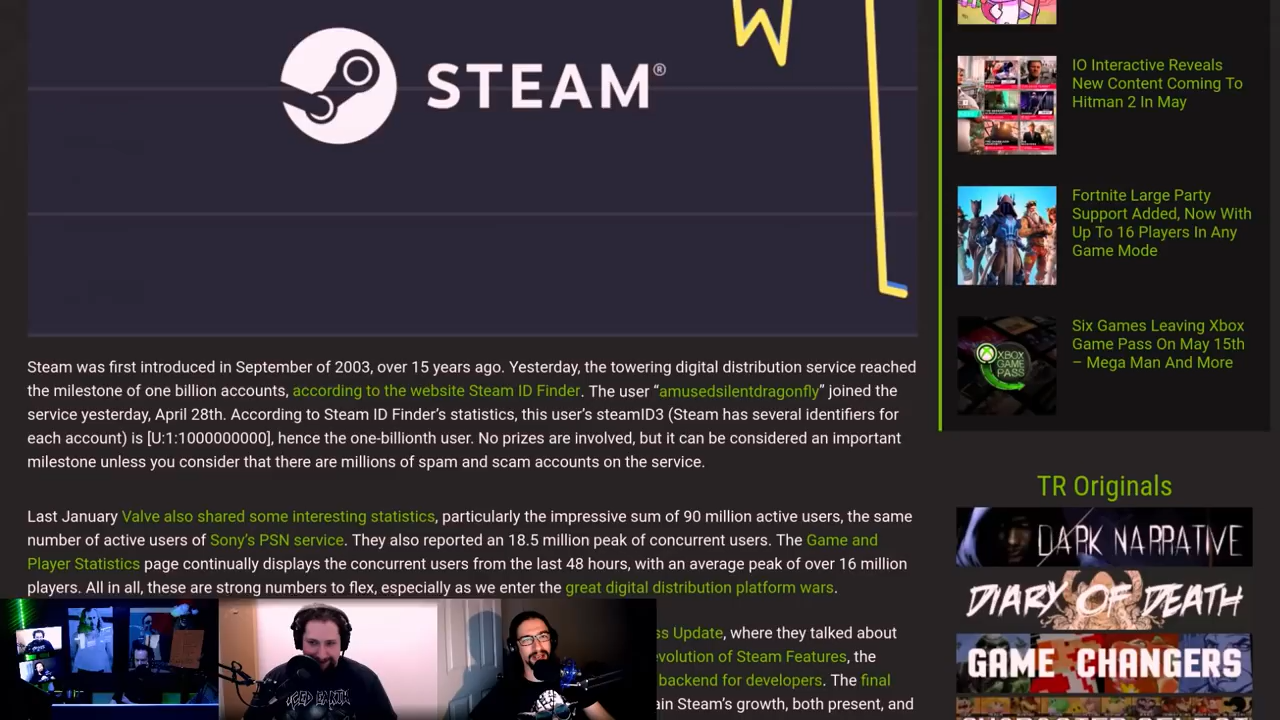 STEAM®
Steam was first introduced in September of 2003, over 15 years ago. Yesterday, the towering digital distribution service reached
the milestone of one billion accounts, according to the website Steam ID Finder. The user “amusedsilentdragonfly” joined the
service yesterday, April 28th. According to Steam ID Finder’s statistics, this user’s steamID3 (Steam has several identifiers for
each account) is [U:1:1000000000], hence the one-billionth user. No prizes are involved, but it can be considered an important
milestone unless you consider that there are millions of spam and scam accounts on the service.
Last January Valve also shared some interesting statistics, particularly the impressive sum of 90 million active users, the same
number of active users of Sony’s PSN service. They also reported an 18.5 million peak of concurrent users. The Game and
Player Statistics page continually displays the concurrent users from the last 48 hours, with an average peak of over 16 million
players. All in all, these are strong numbers to flex, especially as we enter the great digital distribution platform wars.
ss Update, where they talked about
evolution of Steam Features, the
backend for developers. The final
ain Steam’s growth, both present, and
ICED EARTH
IO Interactive Reveals
New Content Coming To
Hitman 2 In May
Fortnite Large Party
Support Added, Now With
Up To 16 Players In Any
Game Mode
XBOX
GAME
PASS
Six Games Leaving Xbox
Game Pass On May 15th
– Mega Man And More
TR Originals
DARK NARRATIVE
DIARY OF DEATH
GAME CHANGERS